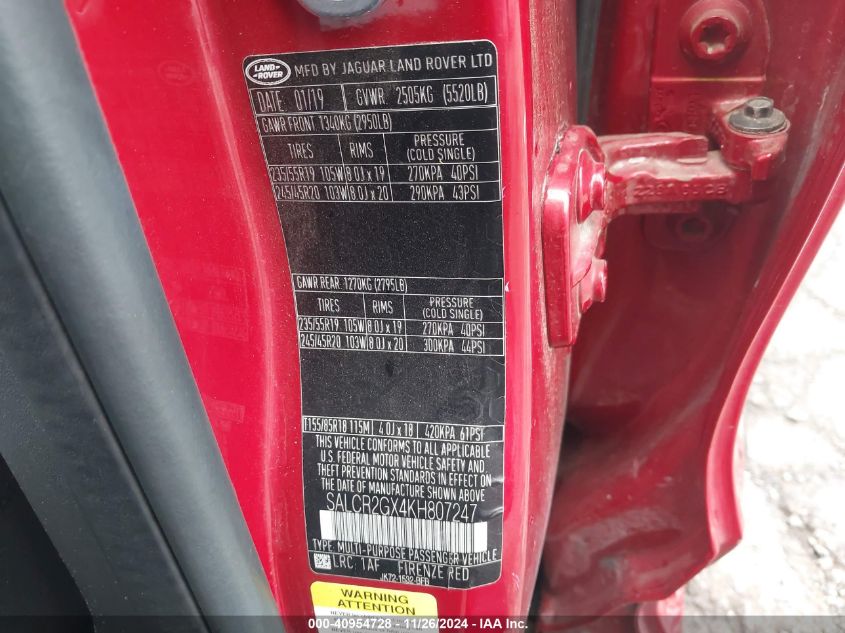 LAND-
ROVER
MFD BY JAGUAR LAND ROVER LTD
DATE 01/19 GVWR 2505KG (5520LB)
GAWR FRONT 1340KG (2950LB)
TIRES RIMS PRESSURE
(COLD SINGLE)
235/55R19 105W 8.0J x 19 270KPA 40PSI
245/45R20 103W 8.0J x 20 290KPA 43PSI
GAWR REAR 1270KG (2795LB)
TIRES RIMS PRESSURE
(COLD SINGLE)
235/55R19 105W 8.0J x 19 270KPA 40PSI
245/45R20 103W 8.0J x 20 300KPA 44PSI
T155/85R18 115M 4.0J x 18 420KPA 61PSI
THIS VEHICLE CONFORMS TO ALL APPLICABLE
U.S. FEDERAL MOTOR VEHICLE SAFETY AND
THEFT PREVENTION STANDARDS IN EFFECT ON
THE DATE OF MANUFACTURE SHOWN ABOVE
SALCR2GX4KH807247
TYPE: MULTI-PURPOSE PASSENGER VEHICLE
LRC: 1AF FIRENZE RED
WARNING
ATTENTION
000-40954728 - 11/26/2024 - IAAI.com